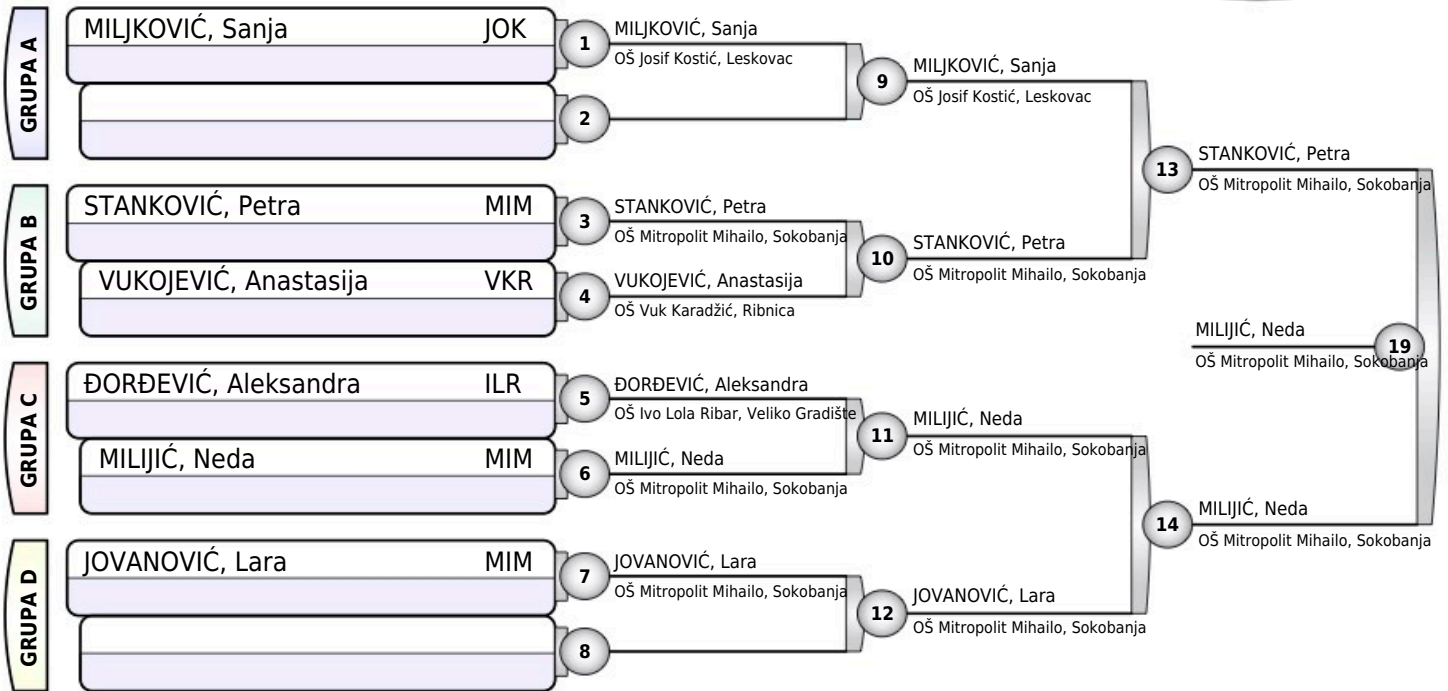 GRUPA A
MILJKOVIĆ, Sanja JOK
1
MILJKOVIĆ, Sanja
OŠ Josif Kostić, Leskovac
2
9
MILJKOVIĆ, Sanja
OŠ Josif Kostić, Leskovac
GRUPA B
STANKOVIĆ, Petra MIM
3
STANKOVIĆ, Petra
OŠ Mitropolit Mihailo, Sokobanja
VUKOJEVIĆ, Anastasija VKR
4
VUKOJEVIĆ, Anastasija
OŠ Vuk Karadžić, Ribnica
10
STANKOVIĆ, Petra
OŠ Mitropolit Mihailo, Sokobanja
13
STANKOVIĆ, Petra
OŠ Mitropolit Mihailo, Sokobanja
GRUPA C
ĐORĐEVIĆ, Aleksandra ILR
5
ĐORĐEVIĆ, Aleksandra
OŠ Ivo Lola Ribar, Veliko Gradište
MILIJIĆ, Neda MIM
6
MILIJIĆ, Neda
OŠ Mitropolit Mihailo, Sokobanja
11
MILIJIĆ, Neda
OŠ Mitropolit Mihailo, Sokobanja
GRUPA D
JOVANOVIĆ, Lara MIM
7
JOVANOVIĆ, Lara
OŠ Mitropolit Mihailo, Sokobanja
8
12
JOVANOVIĆ, Lara
OŠ Mitropolit Mihailo, Sokobanja
14
MILIJIĆ, Neda
OŠ Mitropolit Mihailo, Sokobanja
MILIJIĆ, Neda
19
OŠ Mitropolit Mihailo, Sokobanja